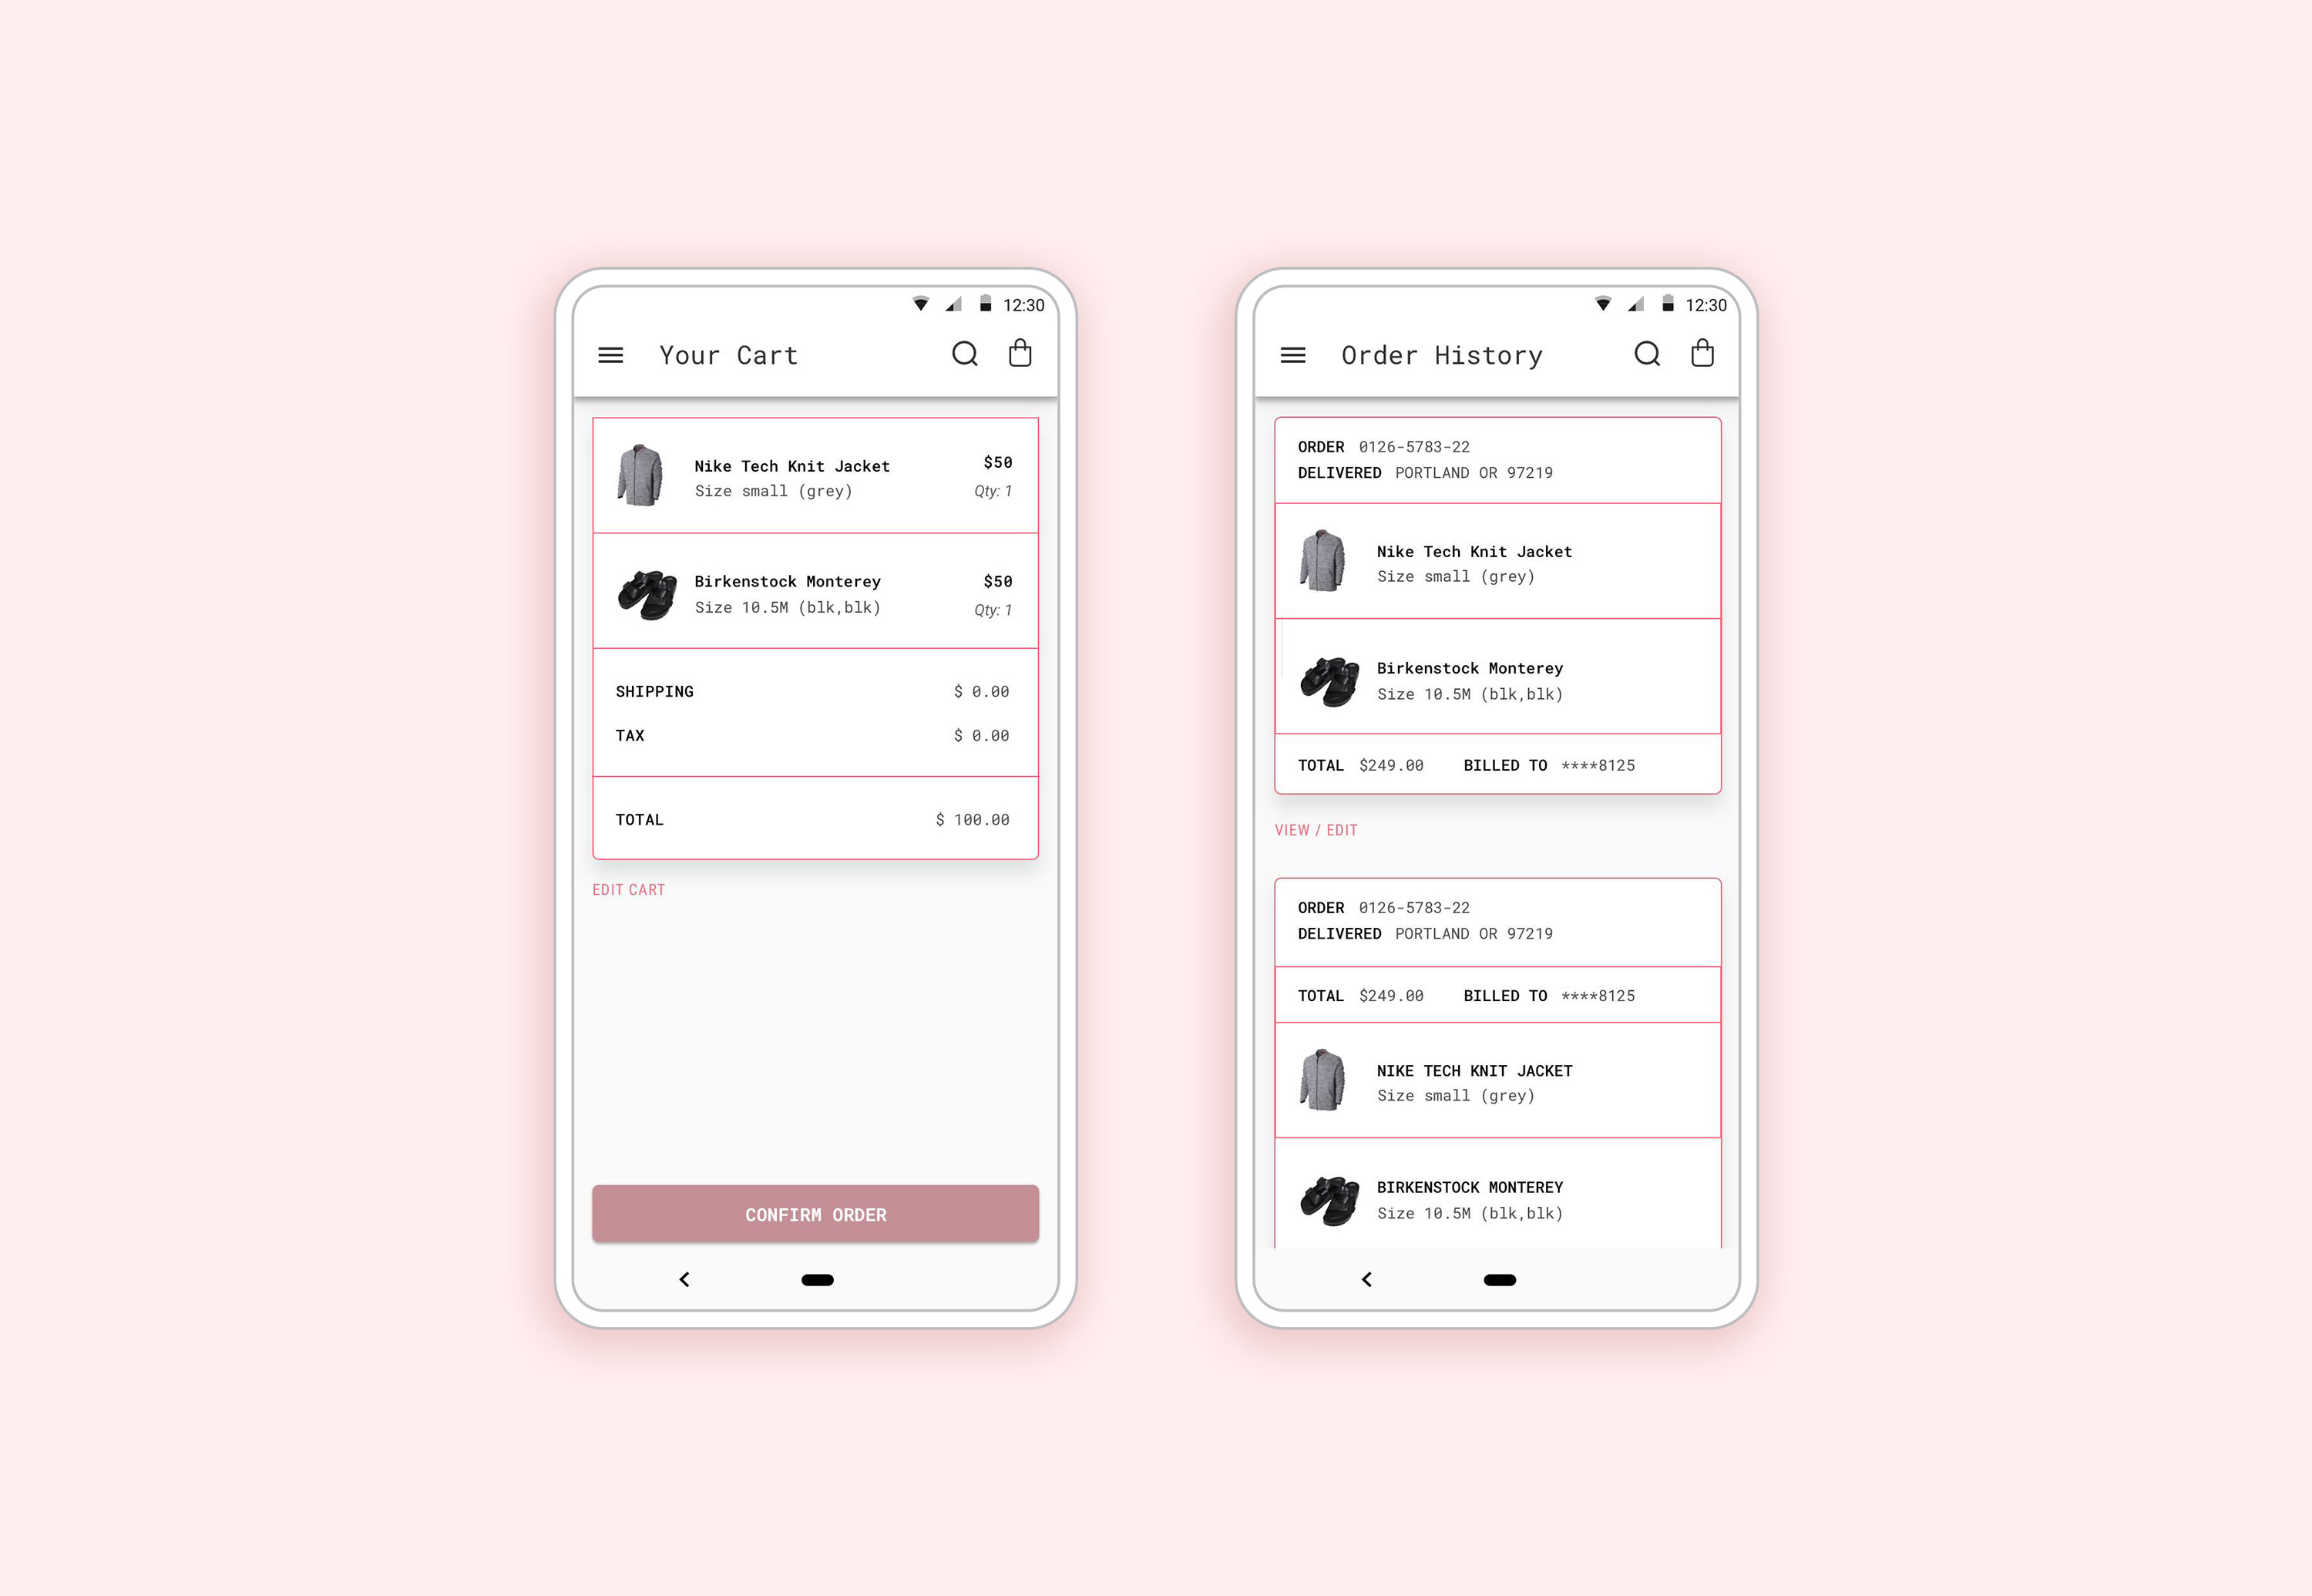 12:30
Your Cart
Nike Tech Knit Jacket $50
Size small (grey) Qty: 1
Birkenstock Monterey $50
Size 10.5M (blk,blk) Qty: 1
SHIPPING $ 0.00
TAX $ 0.00
TOTAL $ 100.00
EDIT CART
CONFIRM ORDER
12:30
Order History
ORDER 0126-5783-22
DELIVERED PORTLAND OR 97219
Nike Tech Knit Jacket
Size small (grey)
Birkenstock Monterey
Size 10.5M (blk,blk)
TOTAL $249.00 BILLED TO ****8125
VIEW / EDIT
ORDER 0126-5783-22
DELIVERED PORTLAND OR 97219
TOTAL $249.00 BILLED TO ****8125
NIKE TECH KNIT JACKET
Size small (grey)
BIRKENSTOCK MONTEREY
Size 10.5M (blk,blk)